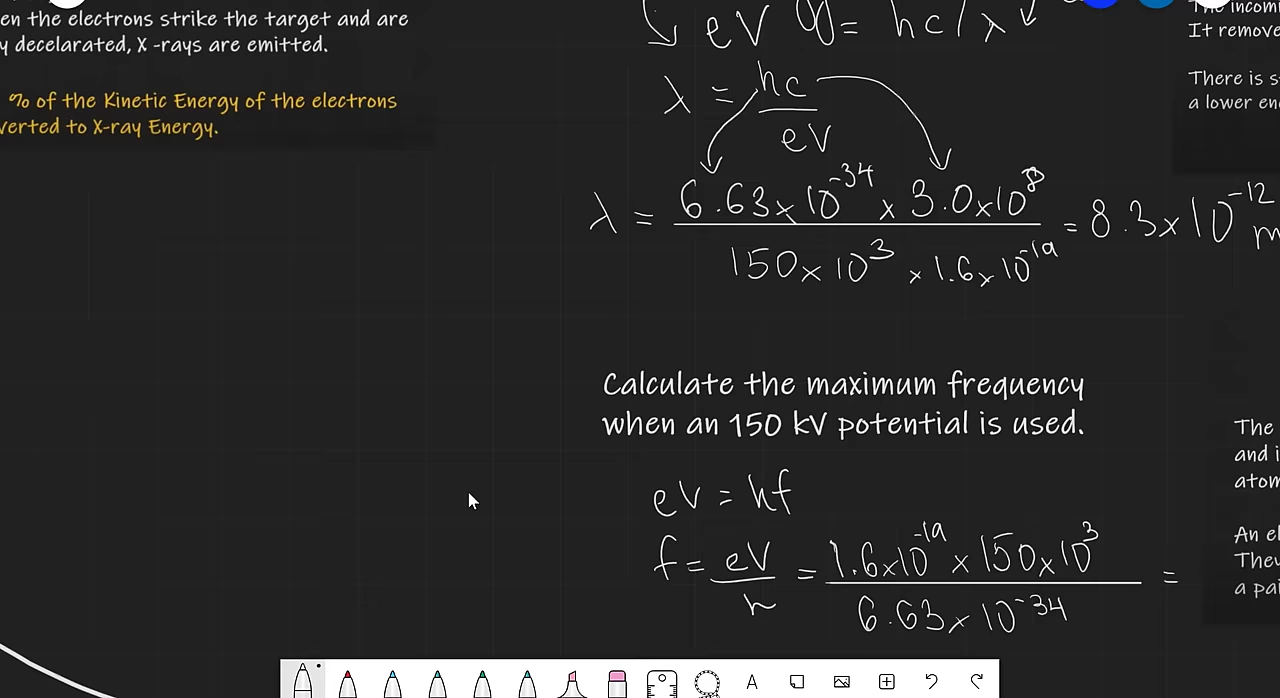 en the electrons strike the target and are
y decelarated, X -rays are emitted.
% of the Kinetic Energy of the electrons
verted to X-ray Energy.
eV = hc/λ
λ = hc
eV
λ = 6.63 x 10^-34 x 3.0 x 10^8 = 8.3 x 10^-12 m
150 x 10^3 x 1.6 x 10^-19
Calculate the maximum frequency
when an 150 kV potential is used.
eV = hf
f = eV = 1.6 x 10^-19 x 150 x 10^3 =
h 6.63 x 10^-34
The incomi
It remove
There is s
a lower en
The
and i
atom
An el
They
a pai
A